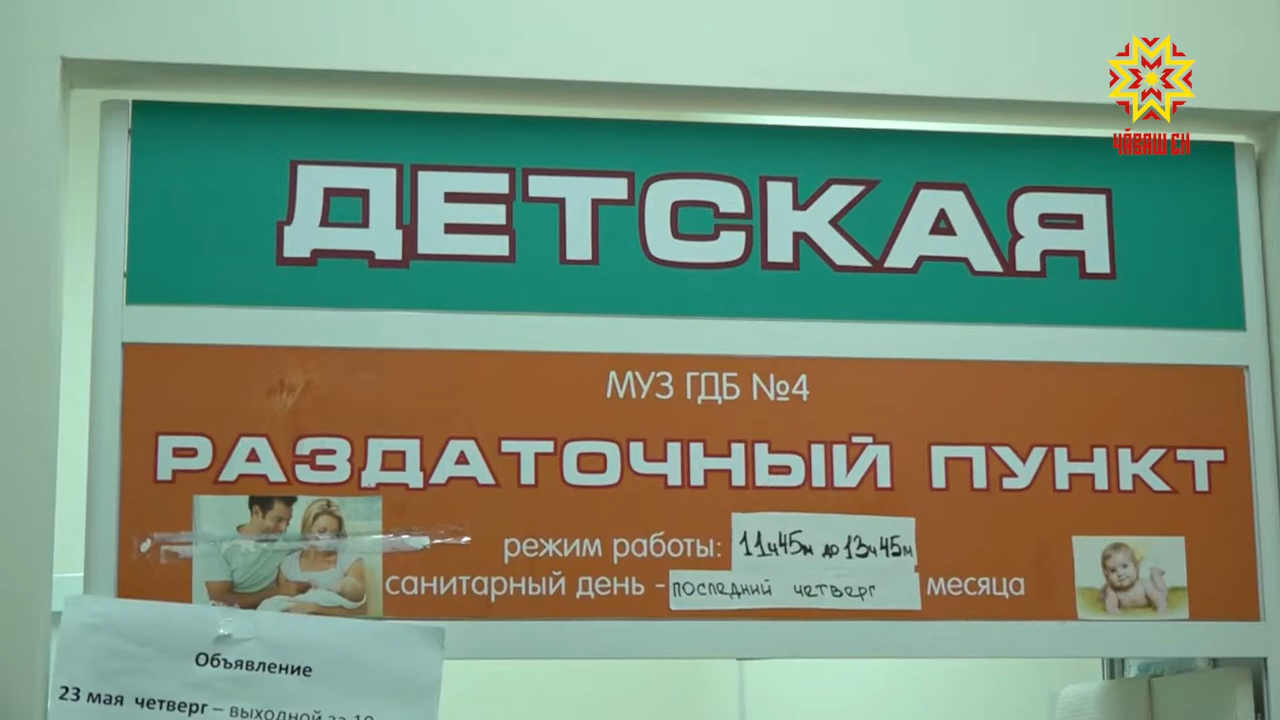 ЧӐВАШ ЕН
ДЕТСКАЯ
МУЗ ГДБ №4
РАЗДАТОЧНЫЙ ПУНКТ
режим работы: 11ч45м до 13ч45м
санитарный день - последний четверг месяца
Объявление
23 мая четверг – выходной за